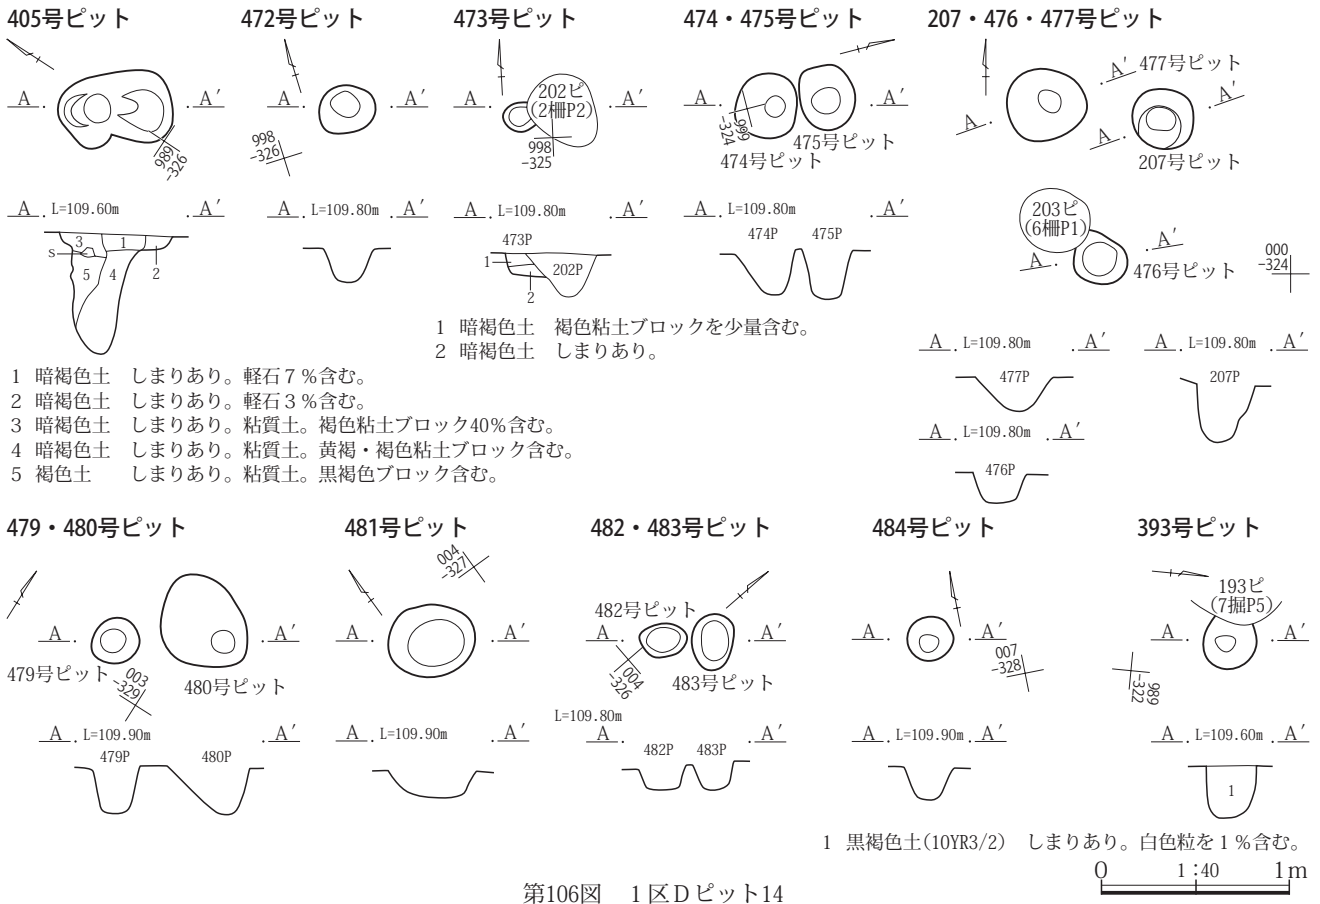 405号ピット
472号ピット
473号ピット
474・475号ピット
207・476・477号ピット
A . . A′
989
-326
A . . A′
998
-326
202ピ
(2柵P2)
A . . A′
998
-325
A . . A′
999
-324
475号ピット
474号ピット
A′ 477号ピット
A′
A .
A .
207号ピット
203ピ
(6柵P1)
A′
A .
476号ピット
000
-324
A . L=109.60m . A′
3
1
S
5
4
2
A . L=109.80m . A′
A . L=109.80m . A′
473P
1
202P
2
A . L=109.80m . A′
474P
475P
1 暗褐色土 褐色粘土ブロックを少量含む。
2 暗褐色土 しまりあり。
A . L=109.80m . A′
477P
A . L=109.80m . A′
207P
A . L=109.80m . A′
476P
1 暗褐色土 しまりあり。軽石7%含む。
2 暗褐色土 しまりあり。軽石3%含む。
3 暗褐色土 しまりあり。粘質土。褐色粘土ブロック40%含む。
4 暗褐色土 しまりあり。粘質土。黄褐・褐色粘土ブロック含む。
5 褐色土 しまりあり。粘質土。黒褐色ブロック含む。
479・480号ピット
481号ピット
482・483号ピット
484号ピット
393号ピット
A . . A′
479号ピット
003
-329
480号ピット
004
-327
A . . A′
482号ピット
A . . A′
004
-326
483号ピット
A . . A′
007
-328
193ピ
(7掘P5)
A . . A′
989
-322
A . L=109.90m . A′
479P
480P
A . L=109.90m . A′
L=109.80m
A . . A′
482P
483P
A . L=109.90m . A′
A . L=109.60m . A′
1
1 黒褐色土(10YR3/2) しまりあり。白色粒を1%含む。
0 1:40 1m
第106図 1区Dピット14